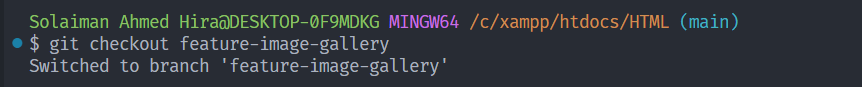 Solaiman Ahmed Hira@DESKTOP-0F9MDKG MINGW64 /c/xampp/htdocs/HTML (main)
$ git checkout feature-image-gallery
Switched to branch 'feature-image-gallery'